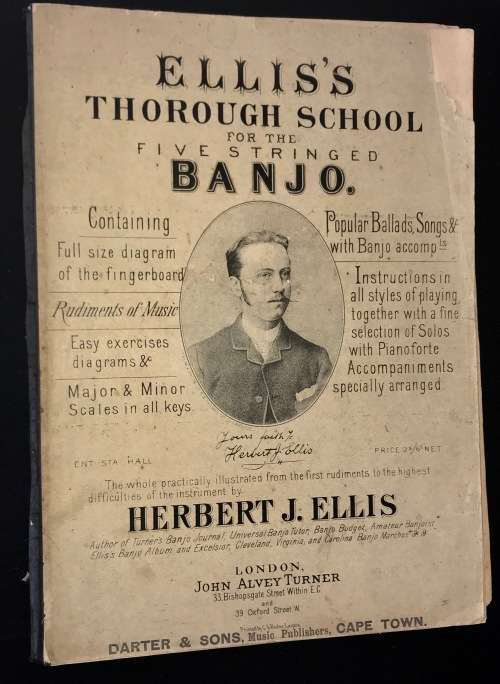 ELLIS'S
THOROUGH SCHOOL
FOR THE
FIVE STRINGED
BANJO.
Containing
Full size diagram
of the fingerboard
Rudiments of Music
Easy exercises
diagrams &c
Major & Minor
Scales in all keys
Popular Ballads, Songs &c
with Banjo accompts
Instructions in
all styles of playing
together with a fine
selection of Solos
with Pianoforte
Accompaniments
specially arranged.
Yours faithfy
Herbert J. Ellis
ENT. STA. HALL
PRICE NET
The whole practically illustrated from the first rudiments to the highest
difficulties of the instrument by
HERBERT J. ELLIS
Author of Turner's Banjo Journal, Universal Banjo Tutor, Banjo Budget, Amateur Banjoist,
Ellis's Banjo Album, and Excelsior, Cleveland, Virginia, and Carolina Banjo Marches
LONDON,
JOHN ALVEY TURNER
33, Bishopsgate Street Within E.C.
and
39 Oxford Street W.
DARTER & SONS, Music Publishers, CAPE TOWN.